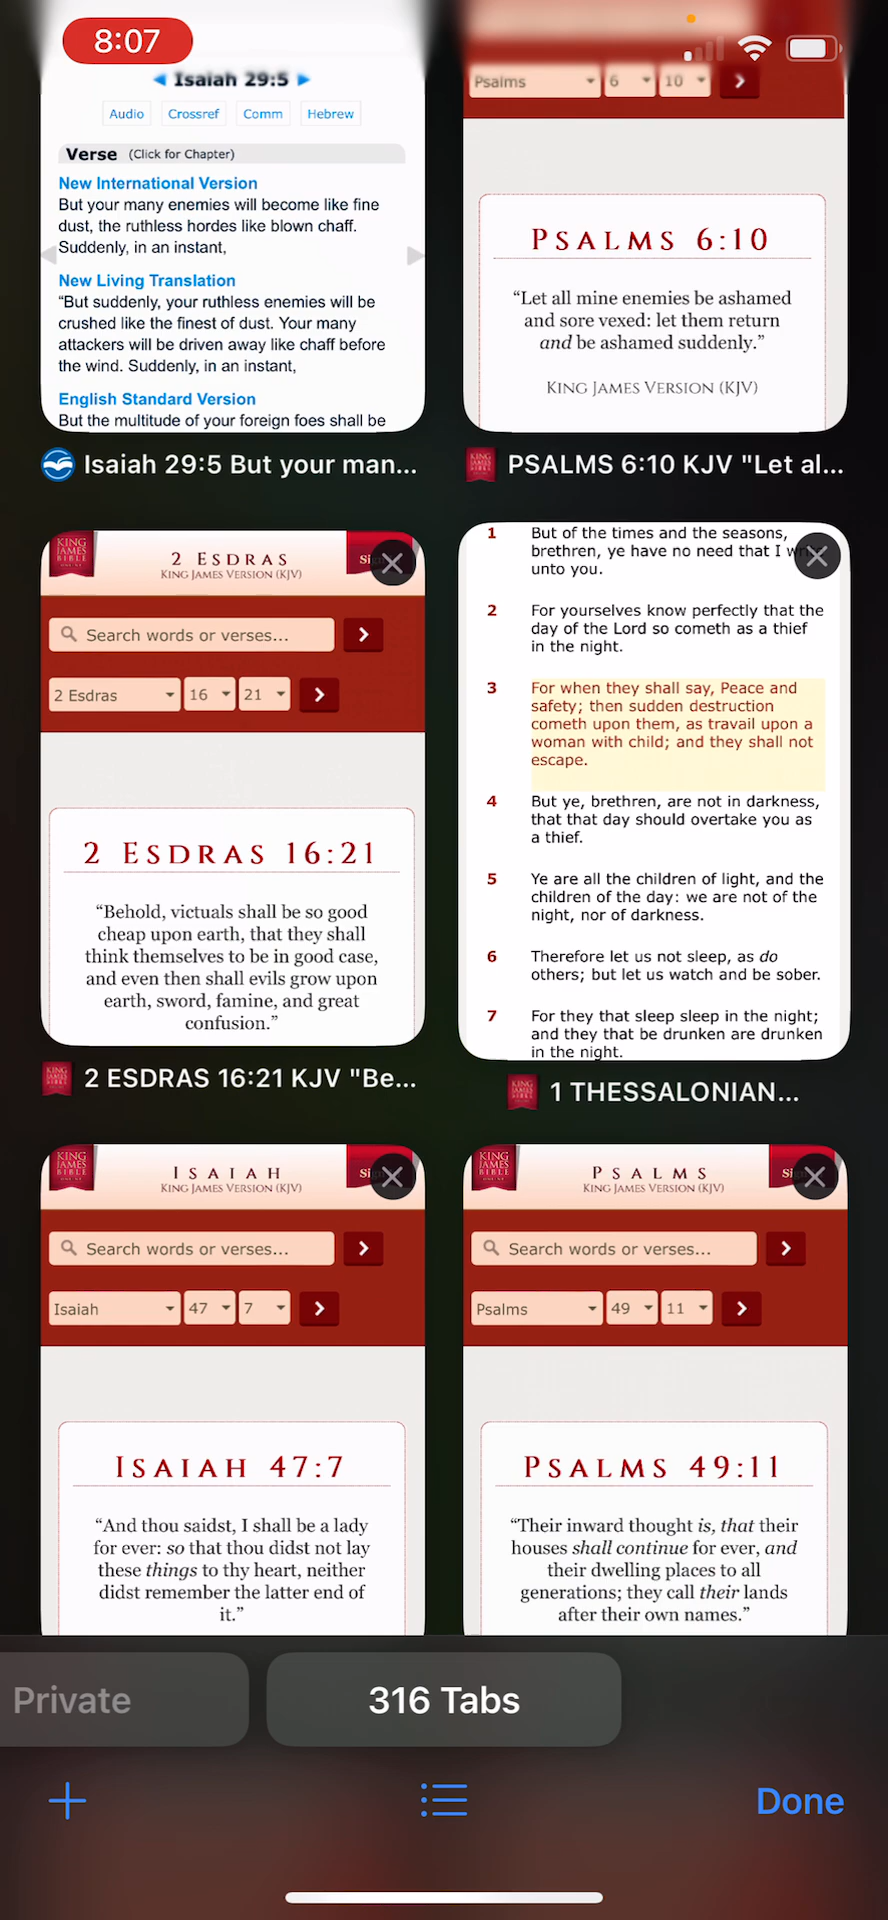 8:07
Isaiah 29:5
Audio
Crossref
Comm
Hebrew
Verse (Click for Chapter)
New International Version
But your many enemies will become like fine
dust, the ruthless hordes like blown chaff.
Suddenly, in an instant,
New Living Translation
“But suddenly, your ruthless enemies will be
crushed like the finest of dust. Your many
attackers will be driven away like chaff before
the wind. Suddenly, in an instant,
English Standard Version
But the multitude of your foreign foes shall be
Isaiah 29:5 But your man...
Psalms
6
10
PSALMS 6:10
“Let all mine enemies be ashamed
and sore vexed: let them return
and be ashamed suddenly.”
KING JAMES VERSION (KJV)
PSALMS 6:10 KJV "Let al...
KING
JAMES
BIBLE
2 ESDRAS
KING JAMES VERSION (KJV)
Search words or verses...
2 Esdras
16
21
2 ESDRAS 16:21
“Behold, victuals shall be so good
cheap upon earth, that they shall
think themselves to be in good case,
and even then shall evils grow upon
earth, sword, famine, and great
confusion.”
2 ESDRAS 16:21 KJV "Be...
1 But of the times and the seasons,
brethren, ye have no need that I
unto you.
2 For yourselves know perfectly that the
day of the Lord so cometh as a thief
in the night.
3 For when they shall say, Peace and
safety; then sudden destruction
cometh upon them, as travail upon a
woman with child; and they shall not
escape.
4 But ye, brethren, are not in darkness,
that that day should overtake you as
a thief.
5 Ye are all the children of light, and the
children of the day: we are not of the
night, nor of darkness.
6 Therefore let us not sleep, as do
others; but let us watch and be sober.
7 For they that sleep sleep in the night;
and they that be drunken are drunken
in the night.
1 THESSALONIAN...
KING
JAMES
BIBLE
ISAIAH
KING JAMES VERSION (KJV)
Search words or verses...
Isaiah
47
7
ISAIAH 47:7
“And thou saidst, I shall be a lady
for ever: so that thou didst not lay
these things to thy heart, neither
didst remember the latter end of
it.”
KING
JAMES
BIBLE
PSALMS
KING JAMES VERSION (KJV)
Search words or verses...
Psalms
49
11
PSALMS 49:11
“Their inward thought is, that their
houses shall continue for ever, and
their dwelling places to all
generations; they call their lands
after their own names.”
Private
316 Tabs
Done